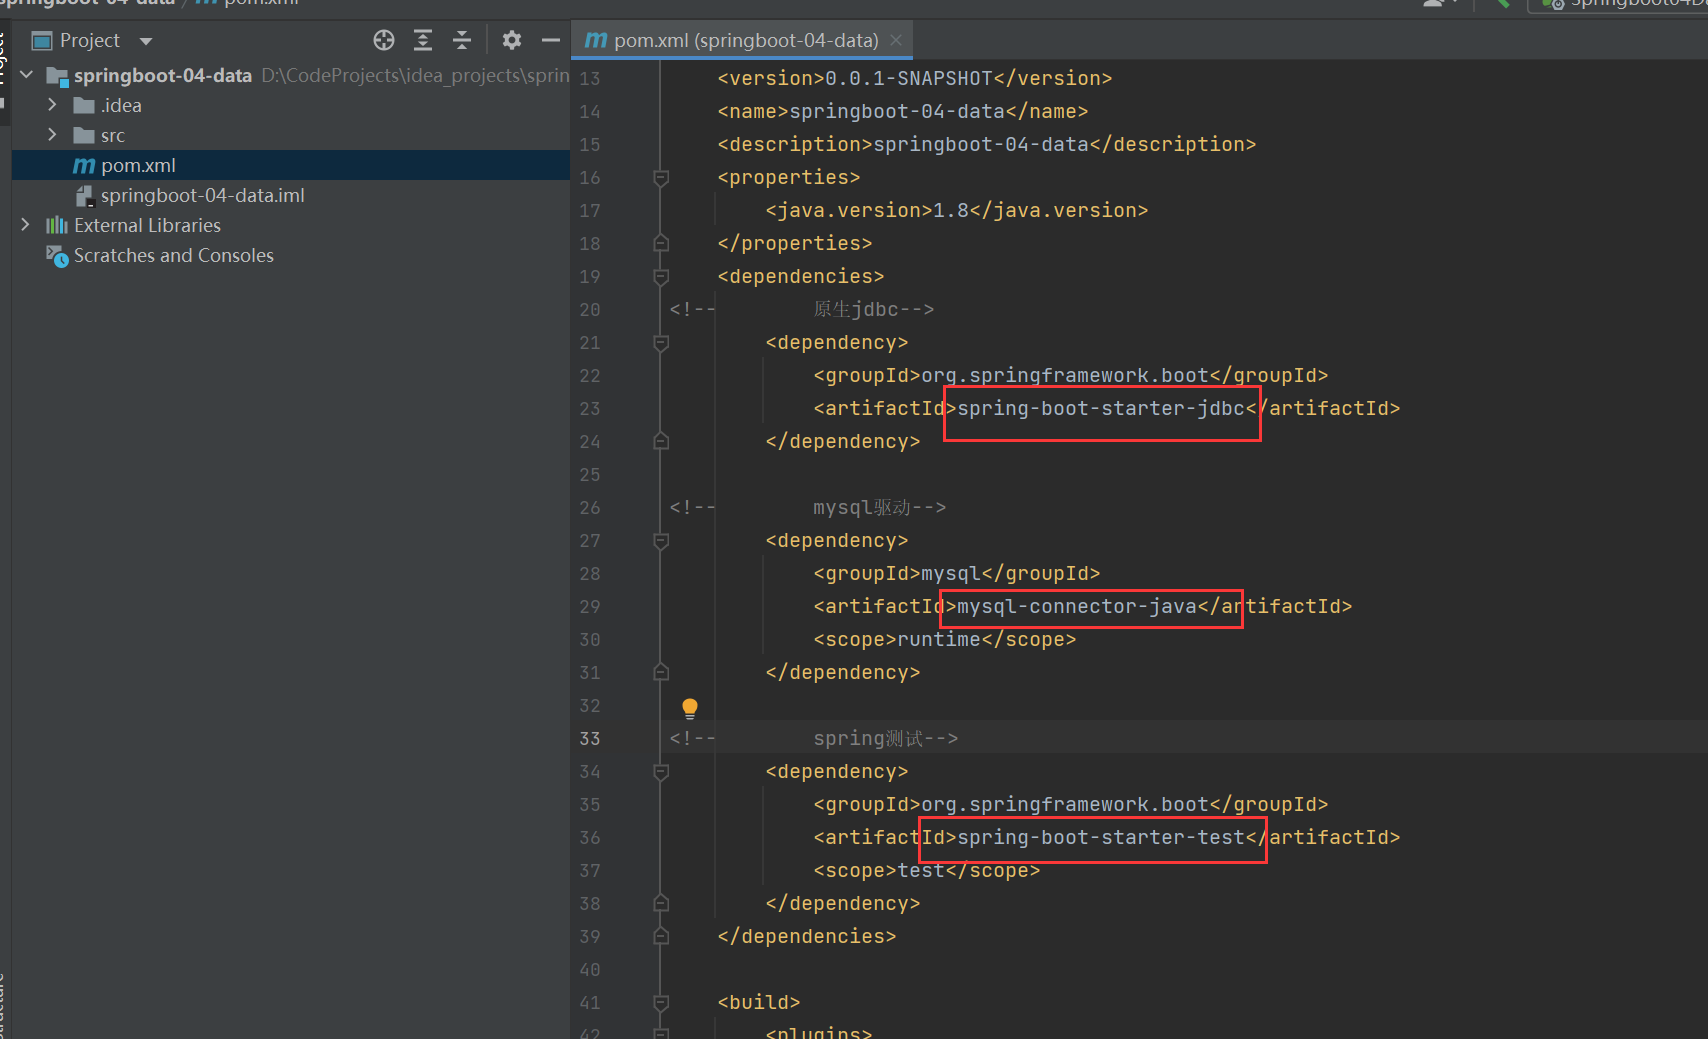 pom.xml
Project
pom.xml (springboot-04-data)
springboot-04-data D:\CodeProjects\idea_projects\sprin
.idea
src
pom.xml
springboot-04-data.iml
External Libraries
Scratches and Consoles
13 <version>0.0.1-SNAPSHOT</version>
14 <name>springboot-04-data</name>
15 <description>springboot-04-data</description>
16 <properties>
17 <java.version>1.8</java.version>
18 </properties>
19 <dependencies>
20 <!-- 原生jdbc-->
21 <dependency>
22 <groupId>org.springframework.boot</groupId>
23 <artifactId>spring-boot-starter-jdbc</artifactId>
24 </dependency>
25
26 <!-- mysql驱动-->
27 <dependency>
28 <groupId>mysql</groupId>
29 <artifactId>mysql-connector-java</artifactId>
30 <scope>runtime</scope>
31 </dependency>
32
33 <!-- spring测试-->
34 <dependency>
35 <groupId>org.springframework.boot</groupId>
36 <artifactId>spring-boot-starter-test</artifactId>
37 <scope>test</scope>
38 </dependency>
39 </dependencies>
40
41 <build>
42 <plugins>